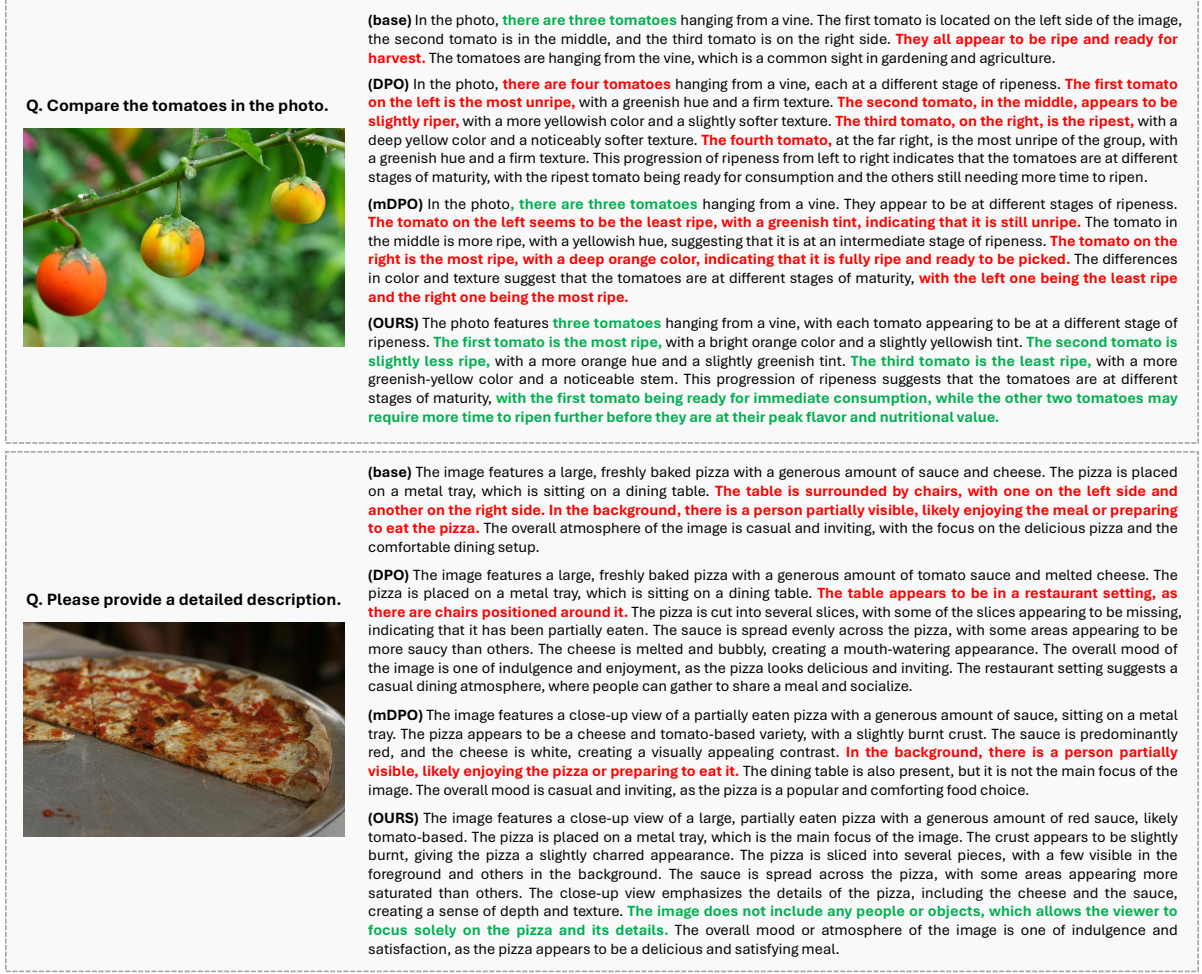 Q. Compare the tomatoes in the photo.
(base) In the photo, there are three tomatoes hanging from a vine. The first tomato is located on the left side of the image,
the second tomato is in the middle, and the third tomato is on the right side. They all appear to be ripe and ready for
harvest. The tomatoes are hanging from the vine, which is a common sight in gardening and agriculture.
(DPO) In the photo, there are four tomatoes hanging from a vine, each at a different stage of ripeness. The first tomato
on the left is the most unripe, with a greenish hue and a firm texture. The second tomato, in the middle, appears to be
slightly riper, with a more yellowish color and a slightly softer texture. The third tomato, on the right, is the ripest, with a
deep yellow color and a noticeably softer texture. The fourth tomato, at the far right, is the most unripe of the group, with
a greenish hue and a firm texture. This progression of ripeness from left to right indicates that the tomatoes are at different
stages of maturity, with the ripest tomato being ready for consumption and the others still needing more time to ripen.
(mDPO) In the photo, there are three tomatoes hanging from a vine. They appear to be at different stages of ripeness.
The tomato on the left seems to be the least ripe, with a greenish tint, indicating that it is still unripe. The tomato in
the middle is more ripe, with a yellowish hue, suggesting that it is at an intermediate stage of ripeness. The tomato on the
right is the most ripe, with a deep orange color, indicating that it is fully ripe and ready to be picked. The differences
in color and texture suggest that the tomatoes are at different stages of maturity, with the left one being the least ripe
and the right one being the most ripe.
(OURS) The photo features three tomatoes hanging from a vine, with each tomato appearing to be at a different stage of
ripeness. The first tomato is the most ripe, with a bright orange color and a slightly yellowish tint. The second tomato is
slightly less ripe, with a more orange hue and a slightly greenish tint. The third tomato is the least ripe, with a more
greenish-yellow color and a noticeable stem. This progression of ripeness suggests that the tomatoes are at different
stages of maturity, with the first tomato being ready for immediate consumption, while the other two tomatoes may
require more time to ripen further before they are at their peak flavor and nutritional value.
Q. Please provide a detailed description.
(base) The image features a large, freshly baked pizza with a generous amount of sauce and cheese. The pizza is placed
on a metal tray, which is sitting on a dining table. The table is surrounded by chairs, with one on the left side and
another on the right side. In the background, there is a person partially visible, likely enjoying the meal or preparing
to eat the pizza. The overall atmosphere of the image is casual and inviting, with the focus on the delicious pizza and the
comfortable dining setup.
(DPO) The image features a large, freshly baked pizza with a generous amount of tomato sauce and melted cheese. The
pizza is placed on a metal tray, which is sitting on a dining table. The table appears to be in a restaurant setting, as
there are chairs positioned around it. The pizza is cut into several slices, with some of the slices appearing to be missing,
indicating that it has been partially eaten. The sauce is spread evenly across the pizza, with some areas appearing to be
more saucy than others. The cheese is melted and bubbly, creating a mouth-watering appearance. The overall mood of
the image is one of indulgence and enjoyment, as the pizza looks delicious and inviting. The restaurant setting suggests a
casual dining atmosphere, where people can gather to share a meal and socialize.
(mDPO) The image features a close-up view of a partially eaten pizza with a generous amount of sauce, sitting on a metal
tray. The pizza appears to be a cheese and tomato-based variety, with a slightly burnt crust. The sauce is predominantly
red, and the cheese is white, creating a visually appealing contrast. In the background, there is a person partially
visible, likely enjoying the pizza or preparing to eat it. The dining table is also present, but it is not the main focus of the
image. The overall mood is casual and inviting, as the pizza is a popular and comforting food choice.
(OURS) The image features a close-up view of a large, partially eaten pizza with a generous amount of red sauce, likely
tomato-based. The pizza is placed on a metal tray, which is the main focus of the image. The crust appears to be slightly
burnt, giving the pizza a slightly charred appearance. The pizza is sliced into several pieces, with a few visible in the
foreground and others in the background. The sauce is spread across the pizza, with some areas appearing more
saturated than others. The close-up view emphasizes the details of the pizza, including the cheese and the sauce,
creating a sense of depth and texture. The image does not include any people or objects, which allows the viewer to
focus solely on the pizza and its details. The overall mood or atmosphere of the image is one of indulgence and
satisfaction, as the pizza appears to be a delicious and satisfying meal.